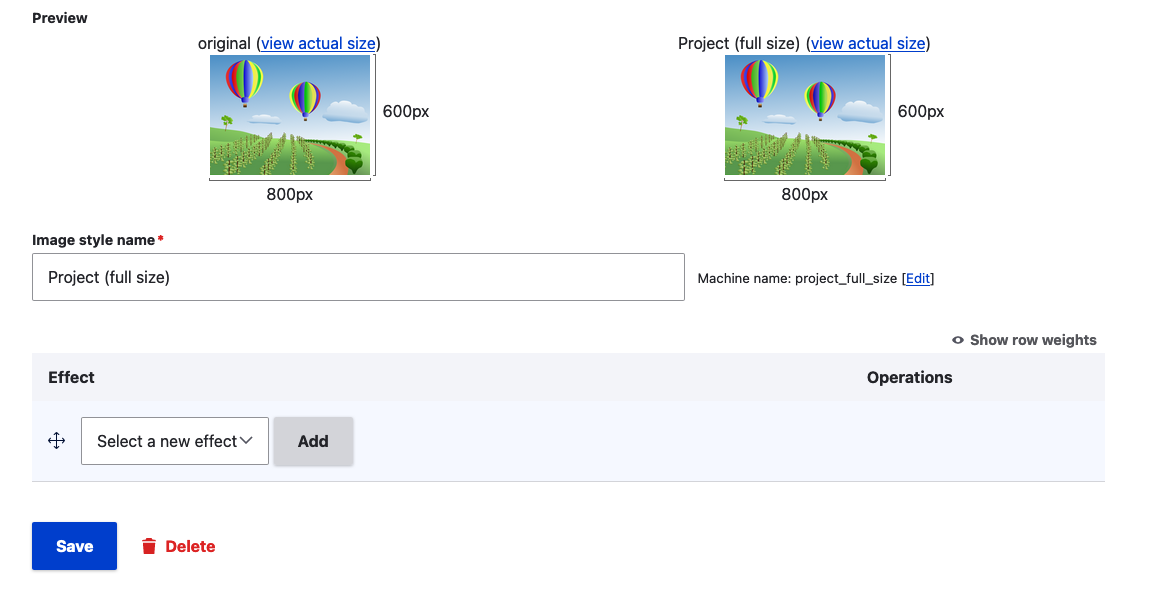 Preview
original (view actual size)
600px
800px
Project (full size) (view actual size)
600px
800px
Image style name*
Project (full size)
Machine name: project_full_size [Edit]
Show row weights
Effect Operations
Select a new effect Add
Save Delete